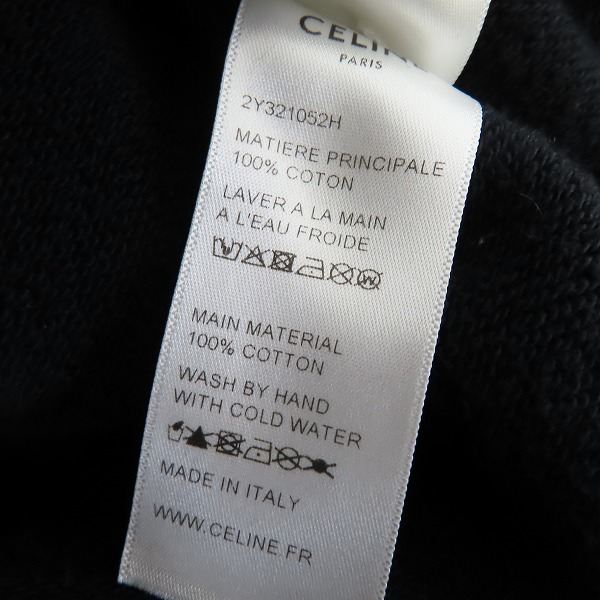 CELINE
PARIS
2Y321052H
MATIERE PRINCIPALE
100% COTON
LAVER A LA MAIN
A L'EAU FROIDE
MAIN MATERIAL
100% COTTON
WASH BY HAND
WITH COLD WATER
MADE IN ITALY
WWW.CELINE.FR